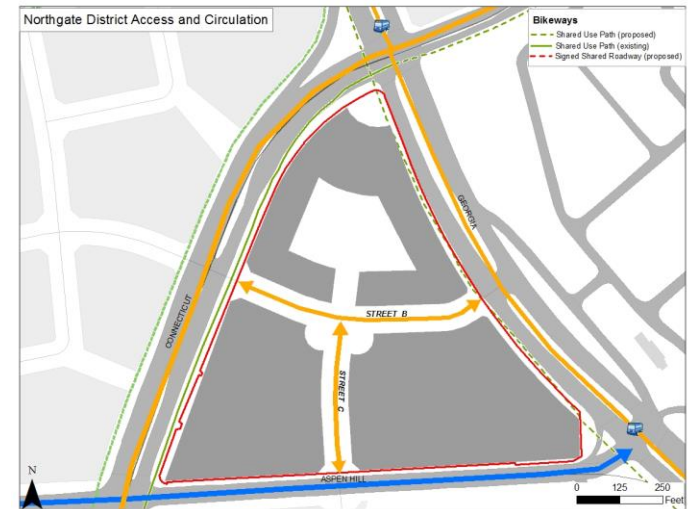 Northgate District Access and Circulation
Bikeways
Shared Use Path (proposed)
Shared Use Path (existing)
Signed Shared Roadway (proposed)
GEORGIA
CONNECTICUT
STREET B
STREET C
ASPEN HILL
N
0 125 250
Feet